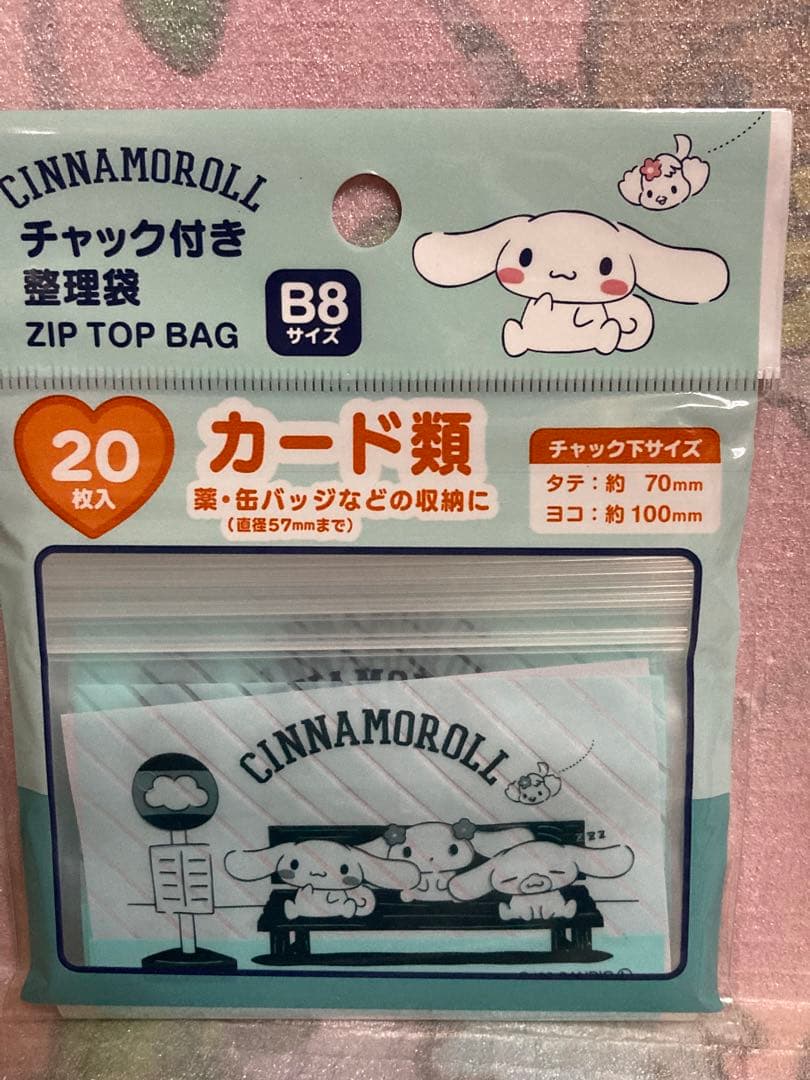 CINNAMOROLL
チャック付き
整理袋
ZIP TOP BAG
B8
サイズ
20
枚入
カード類
薬・缶バッジなどの収納に
(直径57mmまで)
チャック下サイズ
タテ：約 70mm
ヨコ：約 100mm
CINNAMOROLL
zzz